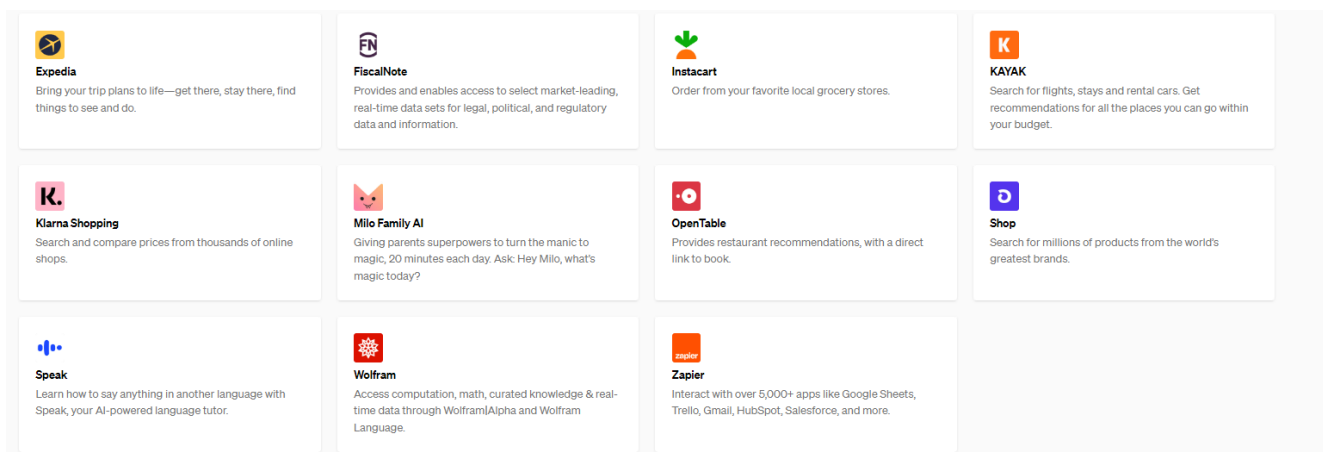 Expedia
Bring your trip plans to life—get there, stay there, find
things to see and do.
FN
FiscalNote
Provides and enables access to select market-leading,
real-time data sets for legal, political, and regulatory
data and information.
Instacart
Order from your favorite local grocery stores.
K
KAYAK
Search for flights, stays and rental cars. Get
recommendations for all the places you can go within
your budget.
K.
Klarna Shopping
Search and compare prices from thousands of online
shops.
Milo Family AI
Giving parents superpowers to turn the manic to
magic, 20 minutes each day. Ask: Hey Milo, what's
magic today?
OpenTable
Provides restaurant recommendations, with a direct
link to book.
Shop
Search for millions of products from the world's
greatest brands.
Speak
Learn how to say anything in another language with
Speak, your AI-powered language tutor.
Wolfram
Access computation, math, curated knowledge & real-
time data through Wolfram|Alpha and Wolfram
Language.
zapier
Zapier
Interact with over 5,000+ apps like Google Sheets,
Trello, Gmail, HubSpot, Salesforce, and more.